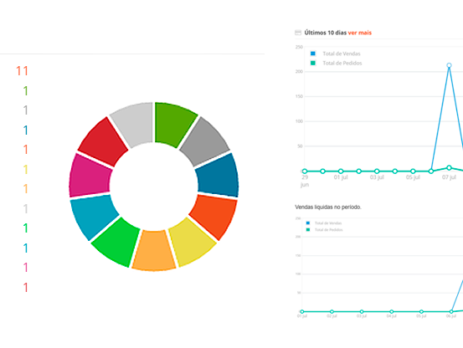 11
1
1
1
1
1
1
1
1
1
1
1
Últimos 10 dias ver mais
Total de Vendas
Total de Pedidos
250
200
150
100
50
29 jun
01 jul
03 jul
05 jul
07 jul
Vendas líquidas no período.
Total de Vendas
Total de Pedidos